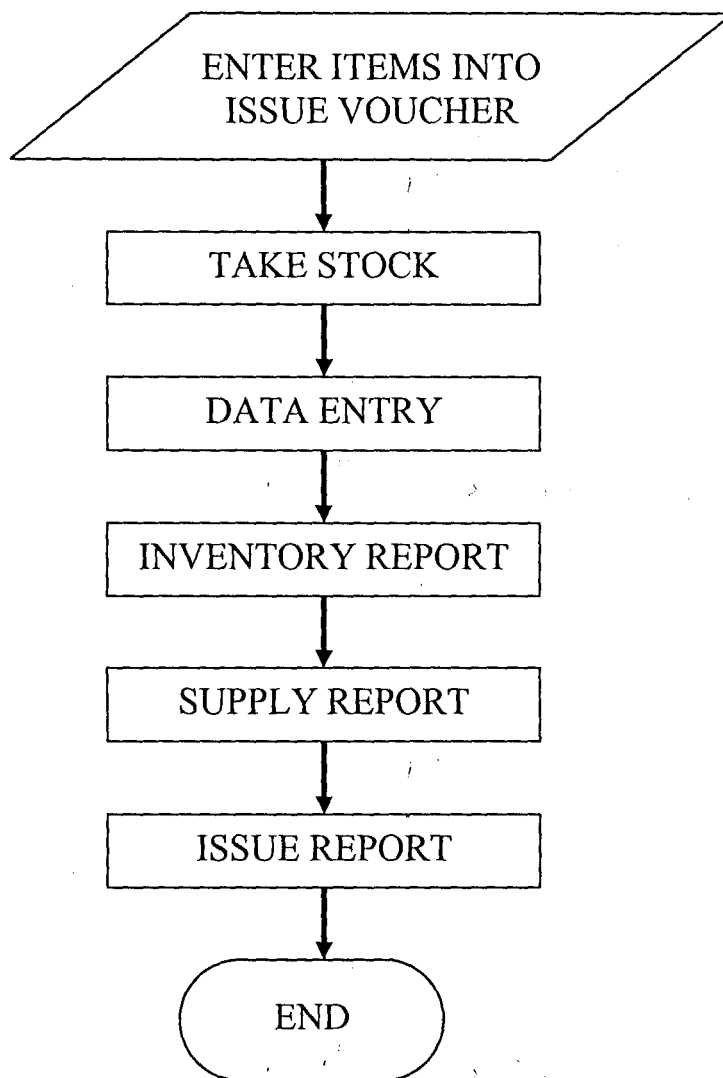 ENTER ITEMS INTO
ISSUE VOUCHER
TAKE STOCK
DATA ENTRY
INVENTORY REPORT
SUPPLY REPORT
ISSUE REPORT
END